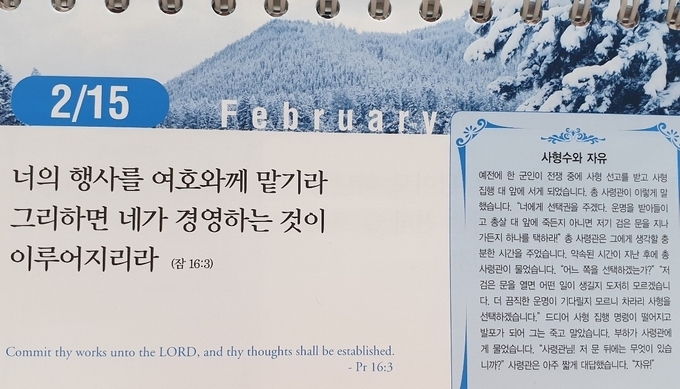 2/15
February
너의 행사를 여호와께 맡기라
그리하면 네가 경영하는 것이
이루어지리라 (잠 16:3)
Commit thy works unto the LORD, and thy thoughts shall be established.
- Pr 16:3
사형수와 자유
예전에 한 군인이 전쟁 중에 사형 선고를 받고 사형
집행 대 앞에 서게 되었습니다. 총 사령관이 이렇게 말
했습니다. "너에게 선택권을 주겠다. 운명을 받아들이
고 총살 대 앞에 죽든지 아니면 저기 검은 문을 지나
가든지 하나를 택하라!" 총 사령관은 그에게 생각할 충
분한 시간을 주었습니다. 약속된 시간이 지난 후에 총
사령관이 물었습니다. "어느 쪽을 선택하겠는가?" "저
검은 문을 열면 어떤 일이 생길지 도저히 모르겠습니
다. 더 끔직한 운명이 기다릴지 모르니 차라리 사형을
선택하겠습니다." 드디어 사형 집행 명령이 떨어지고
발포가 되어 그는 죽고 말았습니다. 부하가 사령관에
게 물었습니다. "사령관님! 저 문 뒤에는 무엇이 있습
니까?" 사령관은 아주 짧게 대답했습니다. "자유!"